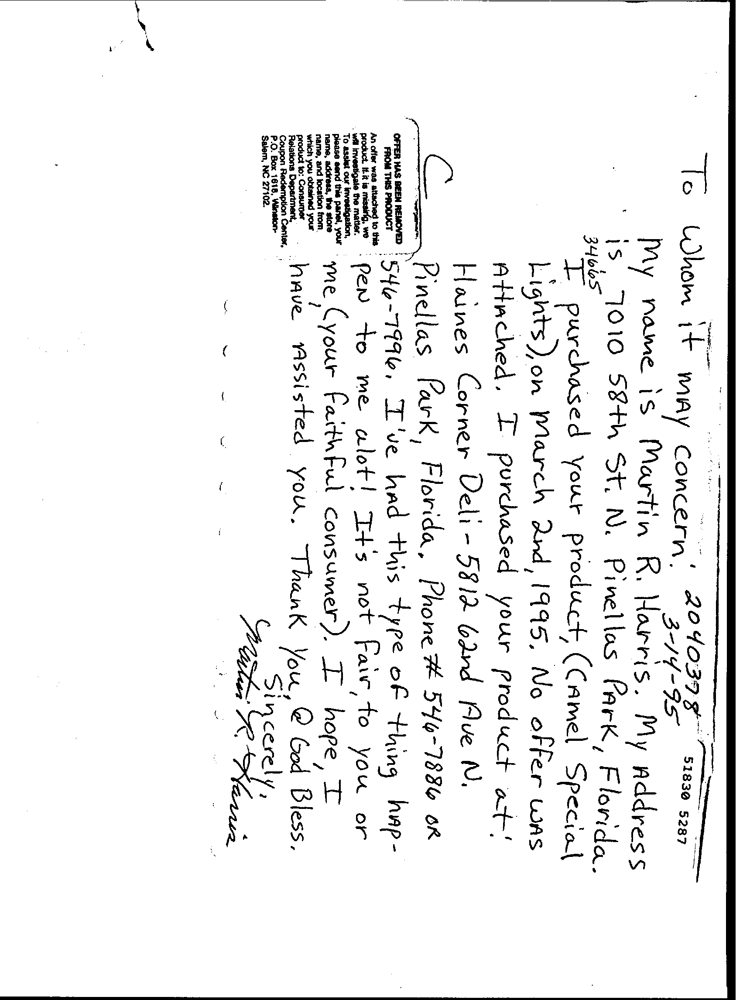 51830 5287
2040378
3-14-95
To Whom it MAY concern:
My name is Martin R. Harris. My Address
is 7010 58th St. N. Pinellas PArk, Florida.
34665
I purchased your product, (CAmel Special
Lights), on March 2nd, 1995. No offer wAs
AttAched. I purchased your product at:
Haines Corner Deli - 5812 62nd Ave N.
Pinellas Park, Florida. Phone # 546-7886 OR
546-7996. I've hAd this type of thing hAp-
pen to me alot! It's not fair, to you or
me, (your faithful consumer). I hope, I
hAve Assisted you. Thank You, & God Bless.
Sincerely,
Martin R. Harris
C
OFFER HAS BEEN REMOVED
FROM THIS PRODUCT
An offer was attached to this
product. If it is missing, we
will investigate the matter.
To assist our investigation,
please send this panel, your
name, address, the store
name, and location from
which you obtained your
product to: Consumer
Relations Department,
Coupon Redemption Center,
P.O. Box 1618, Winston-
Salem, NC 27102.